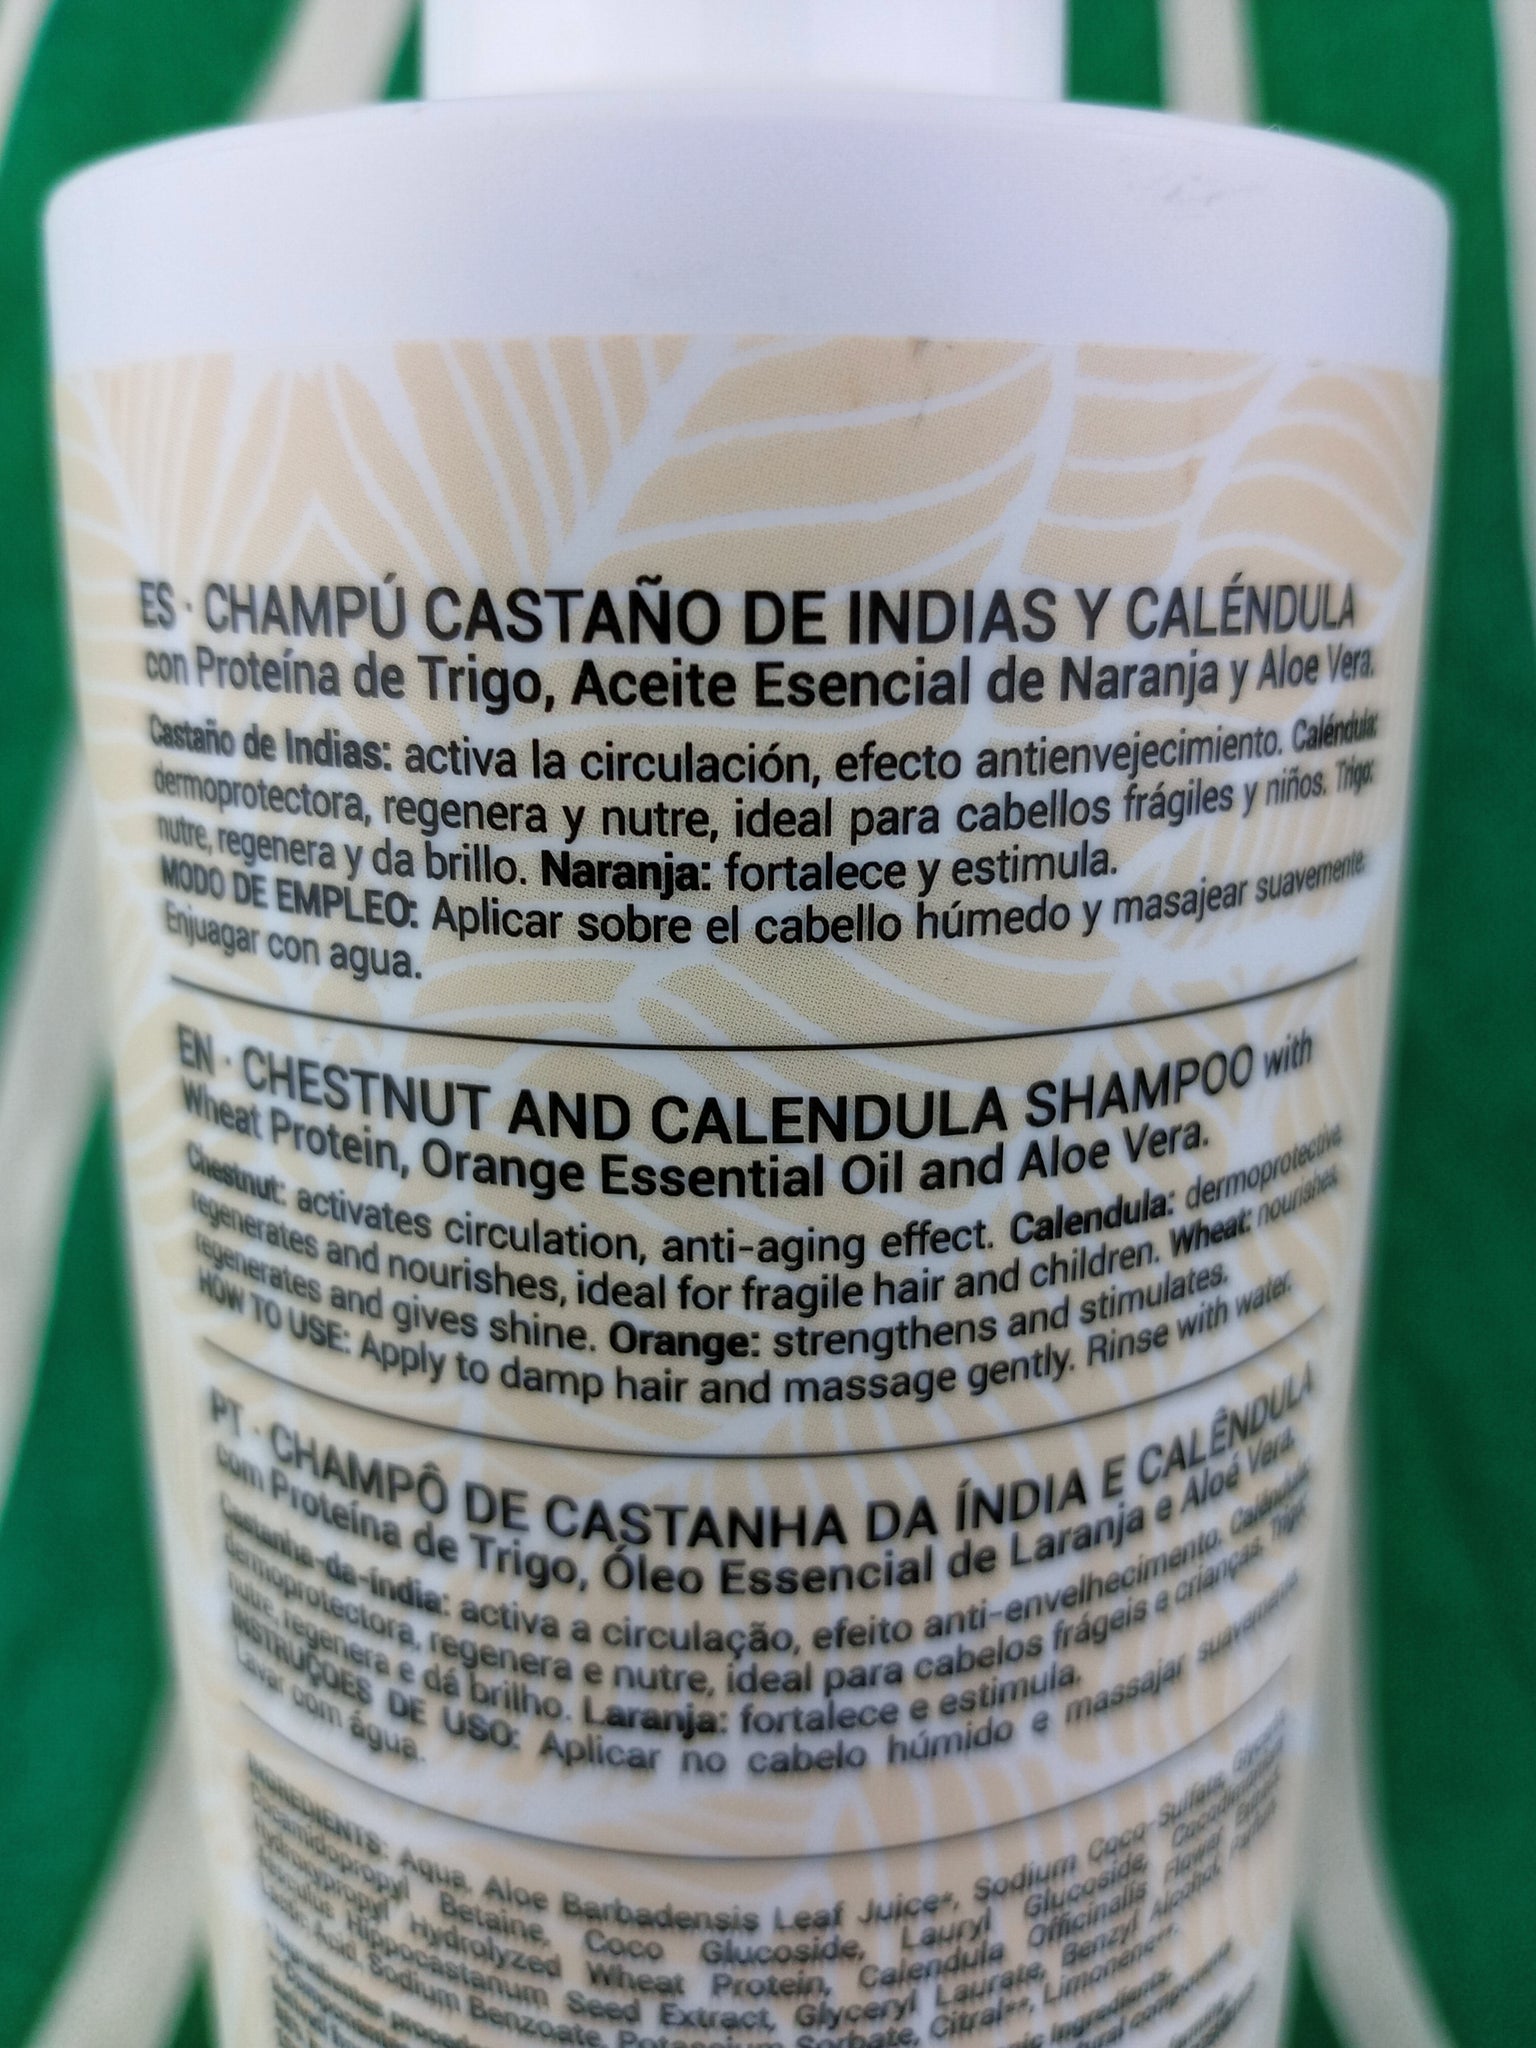 ES · CHAMPÚ CASTAÑO DE INDIAS Y CALÉNDULA
con Proteína de Trigo, Aceite Esencial de Naranja y Aloe Vera.
Castaño de Indias: activa la circulación, efecto antienvejecimiento. Caléndula:
dermoprotectora, regenera y nutre, ideal para cabellos frágiles y niños. Trigo:
nutre, regenera y da brillo. Naranja: fortalece y estimula.
MODO DE EMPLEO: Aplicar sobre el cabello húmedo y masajear suavemente.
Enjuagar con agua.
EN · CHESTNUT AND CALENDULA SHAMPOO with
Wheat Protein, Orange Essential Oil and Aloe Vera.
Chestnut: activates circulation, anti-aging effect. Calendula: dermoprotective,
regenerates and nourishes, ideal for fragile hair and children. Wheat: nourishes,
regenerates and gives shine. Orange: strengthens and stimulates.
HOW TO USE: Apply to damp hair and massage gently. Rinse with water.
PT · CHAMPÔ DE CASTANHA DA ÍNDIA E CALÊNDULA
com Proteína de Trigo, Óleo Essencial de Laranja e Aloé Vera.
Castanha-da-índia: activa a circulação, efeito anti-envelhecimento. Calêndula:
dermoprotectora, regenera e nutre, ideal para cabelos frágeis e crianças. Trigo:
nutre, regenera e dá brilho. Laranja: fortalece e estimula.
INSTRUÇOES DE USO: Aplicar no cabelo húmido e massajar suavemente.
Lavar com água.
INGREDIENTS: Aqua, Aloe Barbadensis Leaf Juice*, Sodium Coco-Sulfate, Glycerin,
Cocamidopropyl Betaine, Coco Glucoside, Lauryl Glucoside,
Hydroxypropyl Hydrolyzed Wheat Protein, Calendula Officinalis Flower Extract,
Aesculus Hippocastanum Seed Extract, Glyceryl Laurate, Benzyl Alcohol,
Lactic Acid, Sodium Benzoate, Potassium Sorbate, Citral**, Limonene**.